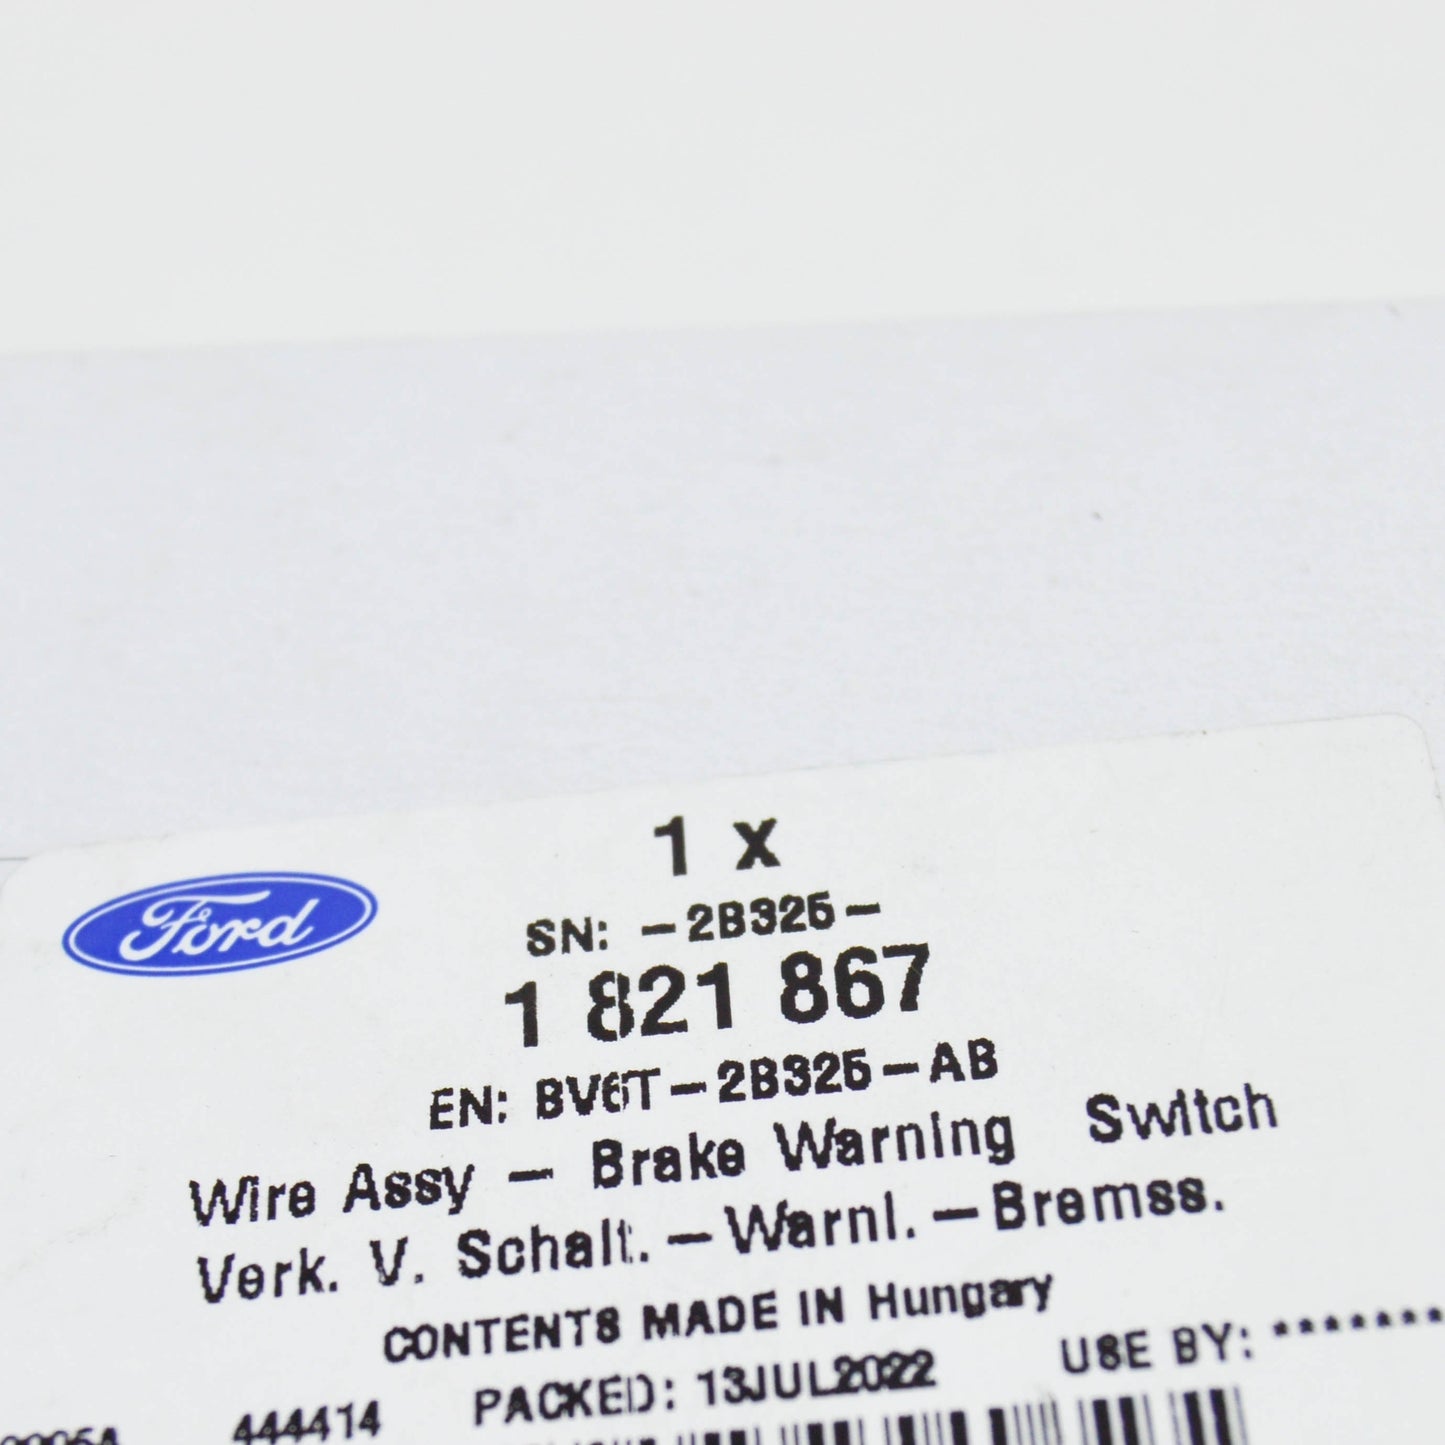 Ford
1 x
SN: -2B325-
1 821 867
EN: BV6T-2B325-AB
Wire Assy - Brake Warning Switch
Verk. V. Schalt. - Warnl. - Bremss.
CONTENTS MADE IN Hungary
PACKED: 13JUL2022 USE BY: *******
444414